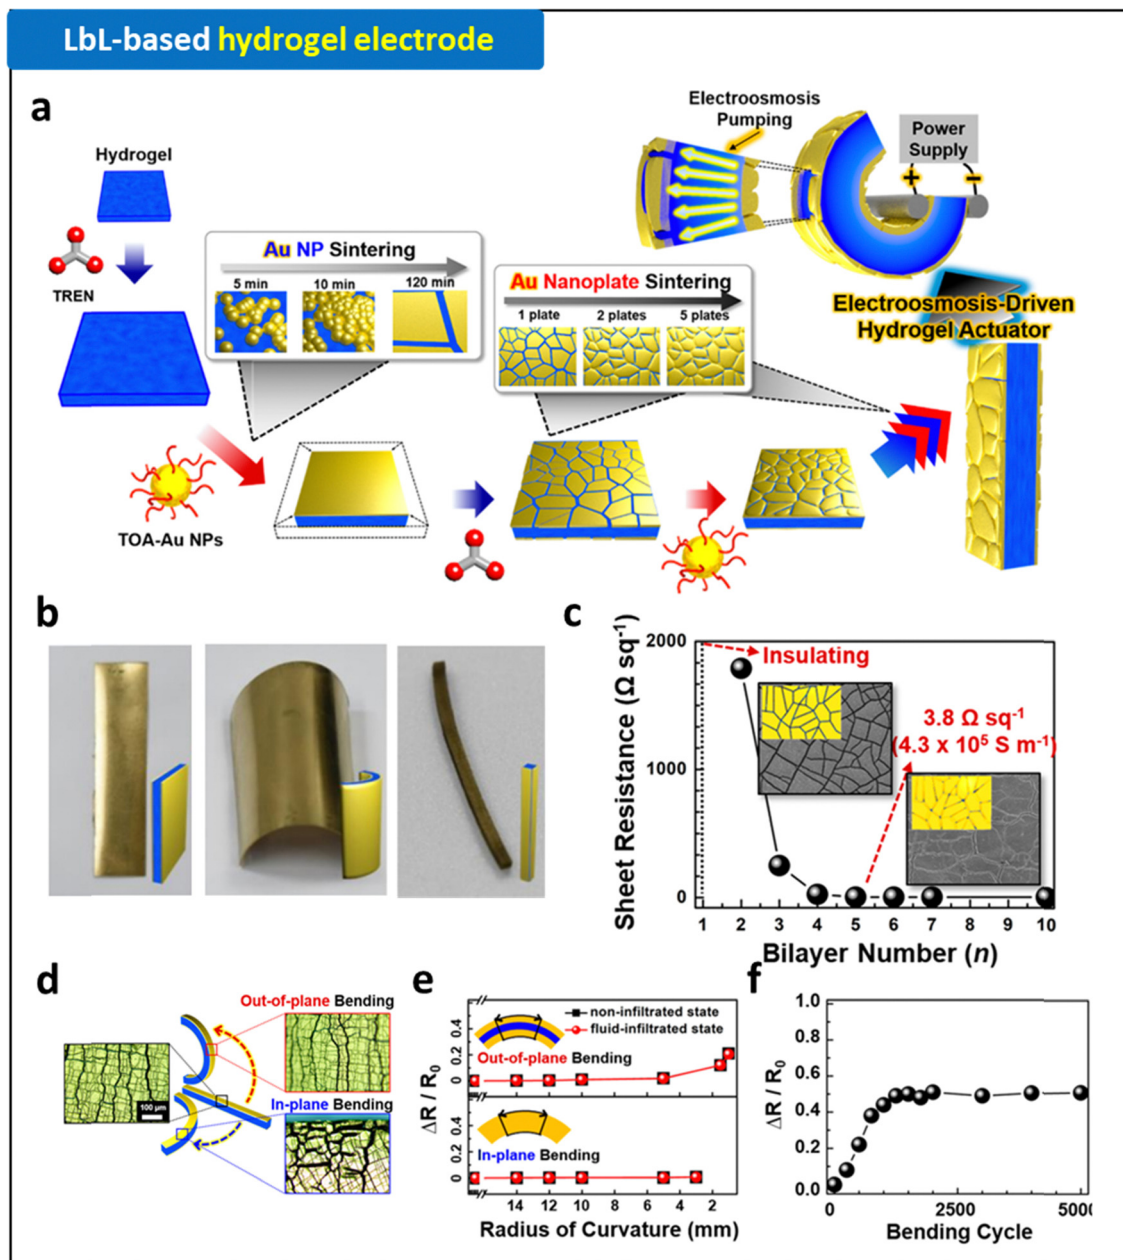 LbL-based hydrogel electrode
a
Hydrogel
TREN
Au NP Sintering
5 min
10 min
120 min
Au Nanoplate Sintering
1 plate
2 plates
5 plates
Electroosmosis
Pumping
Power
Supply
+
−
Electroosmosis-Driven
Hydrogel Actuator
TOA-Au NPs
b
c
Sheet Resistance (Ω sq⁻¹)
2000
1000
0
Insulating
3.8 Ω sq⁻¹
(4.3 x 10⁵ S m⁻¹)
1 2 3 4 5 6 7 8 9 10
Bilayer Number (n)
d
Out-of-plane Bending
100 μm
In-plane Bending
e
ΔR / R₀
0.4
0.2
0
non-infiltrated state
fluid-infiltrated state
Out-of-plane Bending
0.4
0.2
0
In-plane Bending
14 12 10 8 6 4 2
Radius of Curvature (mm)
f
ΔR / R₀
1.0
0.8
0.6
0.4
0.2
0.0
2500 5000
Bending Cycle